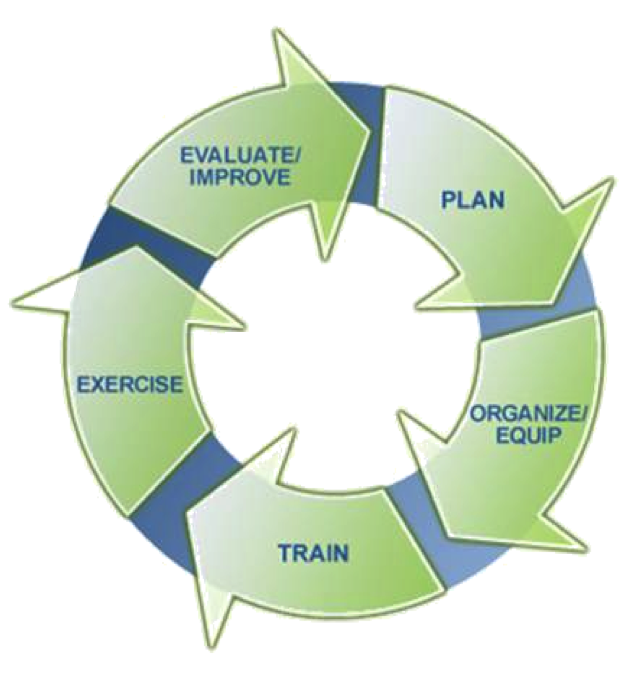 PLAN
ORGANIZE/
EQUIP
TRAIN
EXERCISE
EVALUATE/
IMPROVE